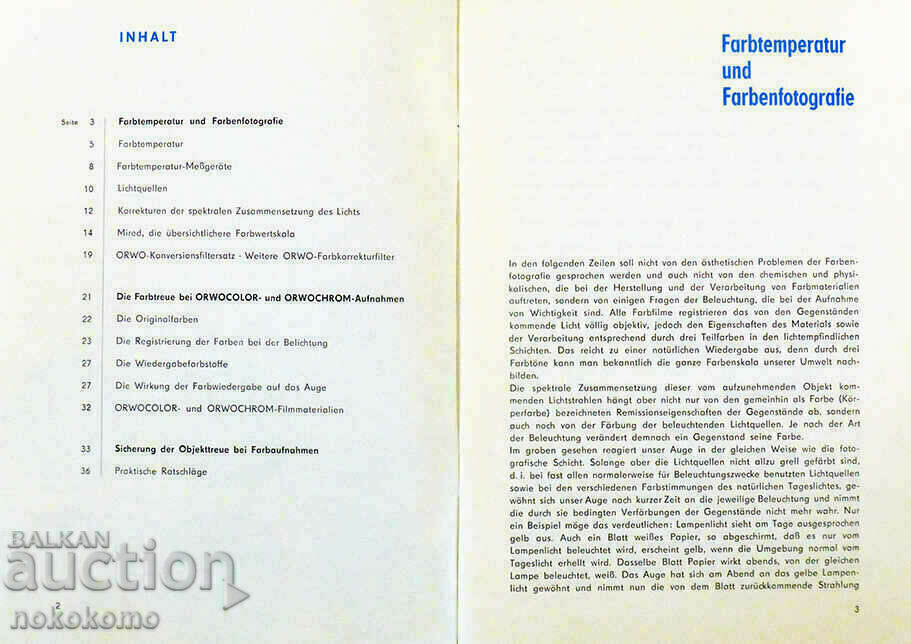 INHALT
Seite 3 Farbtemperatur und Farbenfotografie
5 Farbtemperatur
8 Farbtemperatur-Meßgeräte
10 Lichtquellen
12 Korrekturen der spektralen Zusammensetzung des Lichts
14 Mired, die übersichtlichere Farbwertskala
19 ORWO-Konversionsfiltersatz - Weitere ORWO-Farbkorrekturfilter
21 Die Farbtreue bei ORWOCOLOR- und ORWOCHROM-Aufnahmen
22 Die Originalfarben
23 Die Registrierung der Farben bei der Belichtung
27 Die Wiedergabefarbstoffe
27 Die Wirkung der Farbwiedergabe auf das Auge
32 ORWOCOLOR- und ORWOCHROM-Filmmaterialien
33 Sicherung der Objekttreue bei Farbaufnahmen
36 Praktische Ratschläge
2
BALKAN
auction
nokokomo
Farbtemperatur
und
Farbenfotografie
In den folgenden Zeilen soll nicht von den ästhetischen Problemen der Farben-
fotografie gesprochen werden und auch nicht von den chemischen und physi-
kalischen, die bei der Herstellung und der Verarbeitung von Farbmaterialien
auftreten, sondern von einigen Fragen der Beleuchtung, die bei der Aufnahme
von Wichtigkeit sind. Alle Farbfilme registrieren das von den Gegenständen
kommende Licht völlig objektiv, jedoch den Eigenschaften des Materials sowie
der Verarbeitung entsprechend durch drei Teilfarben in den lichtempfindlichen
Schichten. Das reicht zu einer natürlichen Wiedergabe aus, denn durch drei
Farbtöne kann man bekanntlich die ganze Farbenskala unserer Umwelt nach-
bilden.
Die spektrale Zusammensetzung dieser vom aufzunehmenden Objekt kom-
menden Lichtstrahlen hängt aber nicht nur von den gemeinhin als Farbe (Kör-
perfarbe) bezeichneten Remissionseigenschaften der Gegenstände ab, sondern
auch noch von der Färbung der beleuchtenden Lichtquellen. Je nach der Art
der Beleuchtung verändert demnach ein Gegenstand seine Farbe.
Im groben gesehen reagiert unser Auge in der gleichen Weise wie die foto-
grafische Schicht. Solange aber die Lichtquellen nicht allzu grell gefärbt sind,
d. i. bei fast allen normalerweise für Beleuchtungszwecke benutzten Lichtquellen
sowie bei den verschiedenen Farbstimmungen des natürlichen Tageslichtes, ge-
wöhnt sich unser Auge nach kurzer Zeit an die jeweilige Beleuchtung und nimmt
die durch sie bedingten Verfärbungen der Gegenstände nicht mehr wahr. Nur
ein Beispiel möge das verdeutlichen: Lampenlicht sieht am Tage ausgesprochen
gelb aus. Auch ein Blatt weißes Papier, so abgeschirmt, daß es nur vom
Lampenlicht beleuchtet wird, erscheint gelb, wenn die Umgebung normal vom
Tageslicht erhellt wird. Dasselbe Blatt Papier wirkt abends, von der gleichen
Lampe beleuchtet, weiß. Das Auge hat sich am Abend an das gelbe Lampen-
licht gewöhnt und nimmt nun die von dem Blatt zurückkommende Strahlung
3